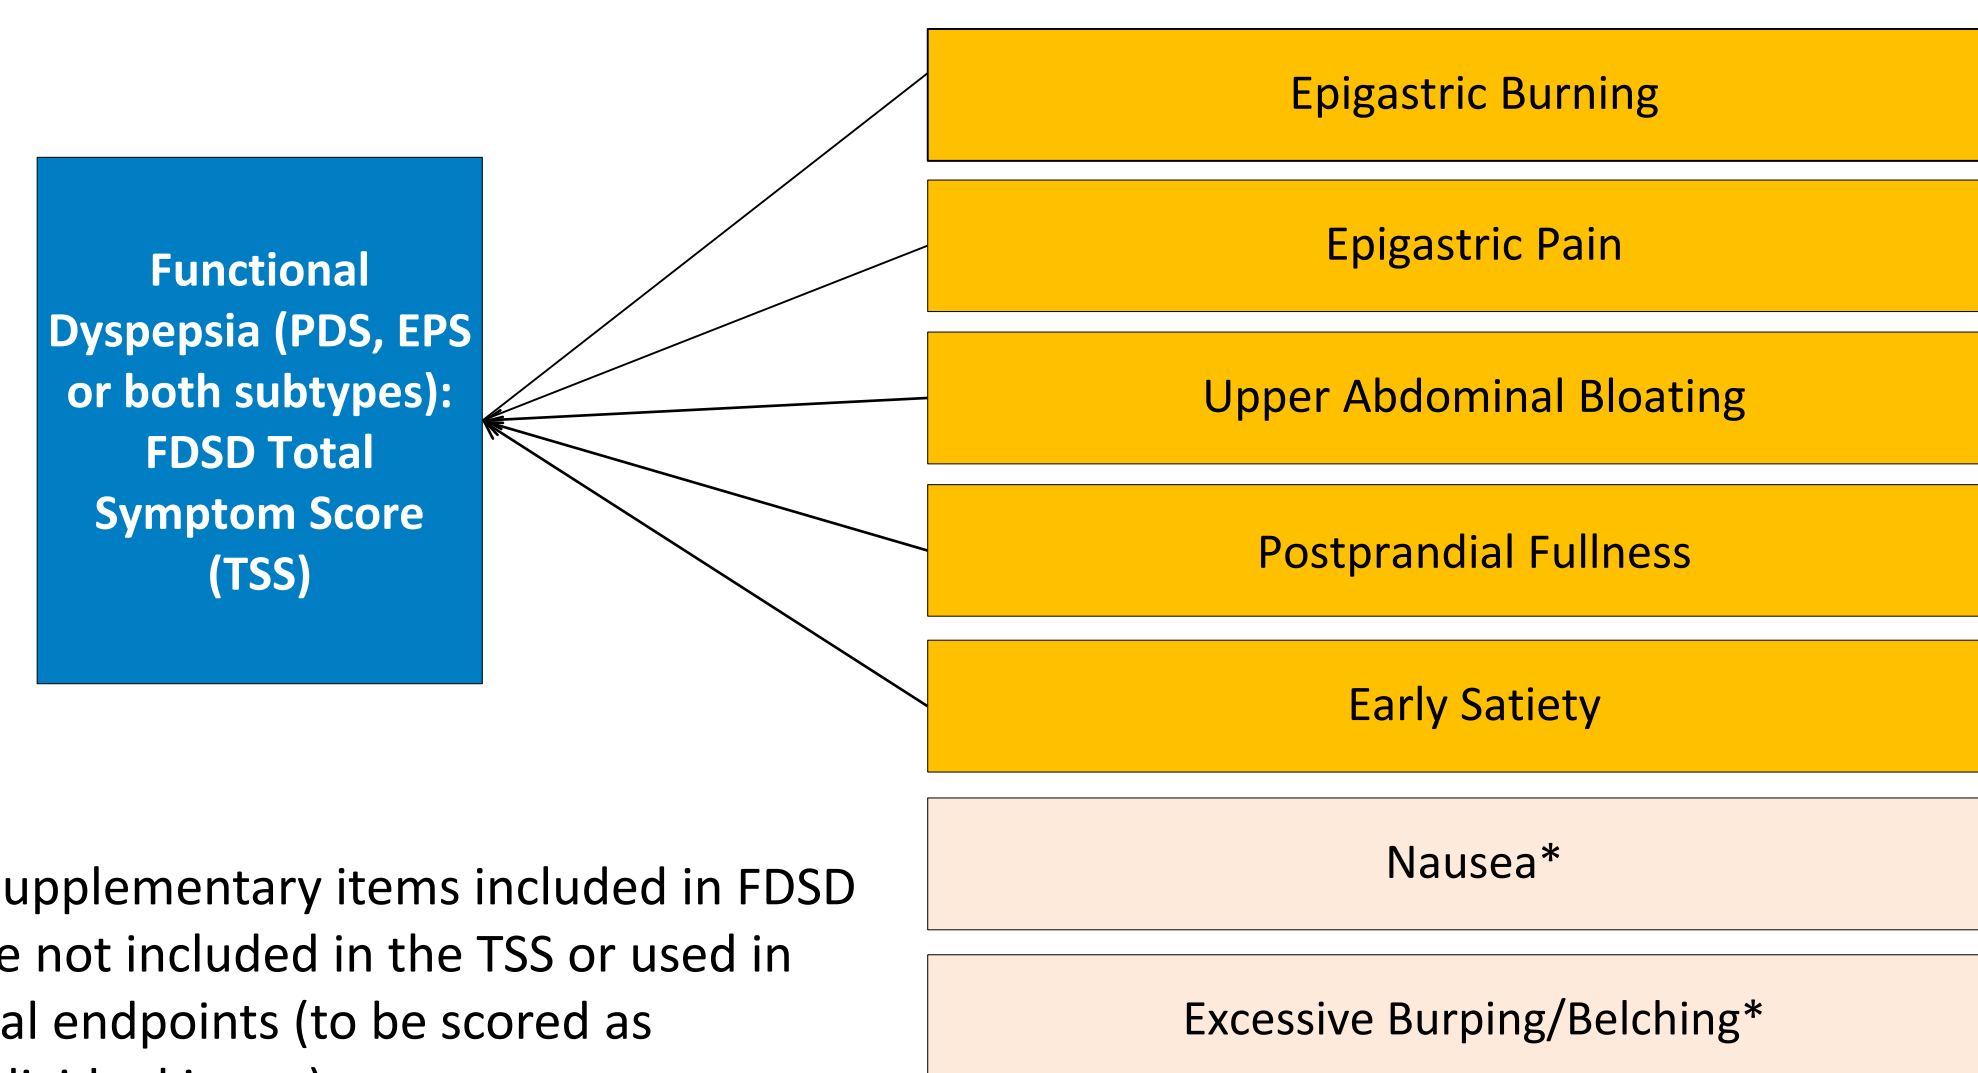 Functional
Dyspepsia (PDS, EPS
or both subtypes):
FDSD Total
Symptom Score
(TSS)
Epigastric Burning
Epigastric Pain
Upper Abdominal Bloating
Postprandial Fullness
Early Satiety
Nausea*
Excessive Burping/Belching*
upplementary items included in FDSD
e not included in the TSS or used in
al endpoints (to be scored as